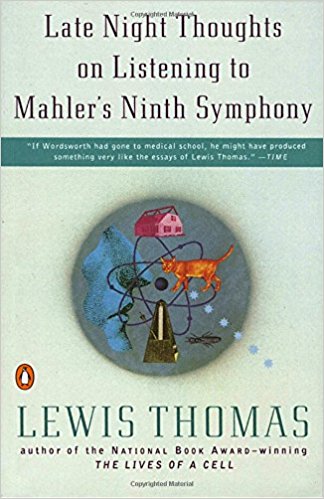 Late Night Thoughts
on Listening to
Mahler's Ninth Symphony
"If Wordsworth had gone to medical school, he might have produced
something very like the essays of Lewis Thomas." —TIME
LEWIS THOMAS
author of the NATIONAL BOOK AWARD–winning
THE LIVES OF A CELL